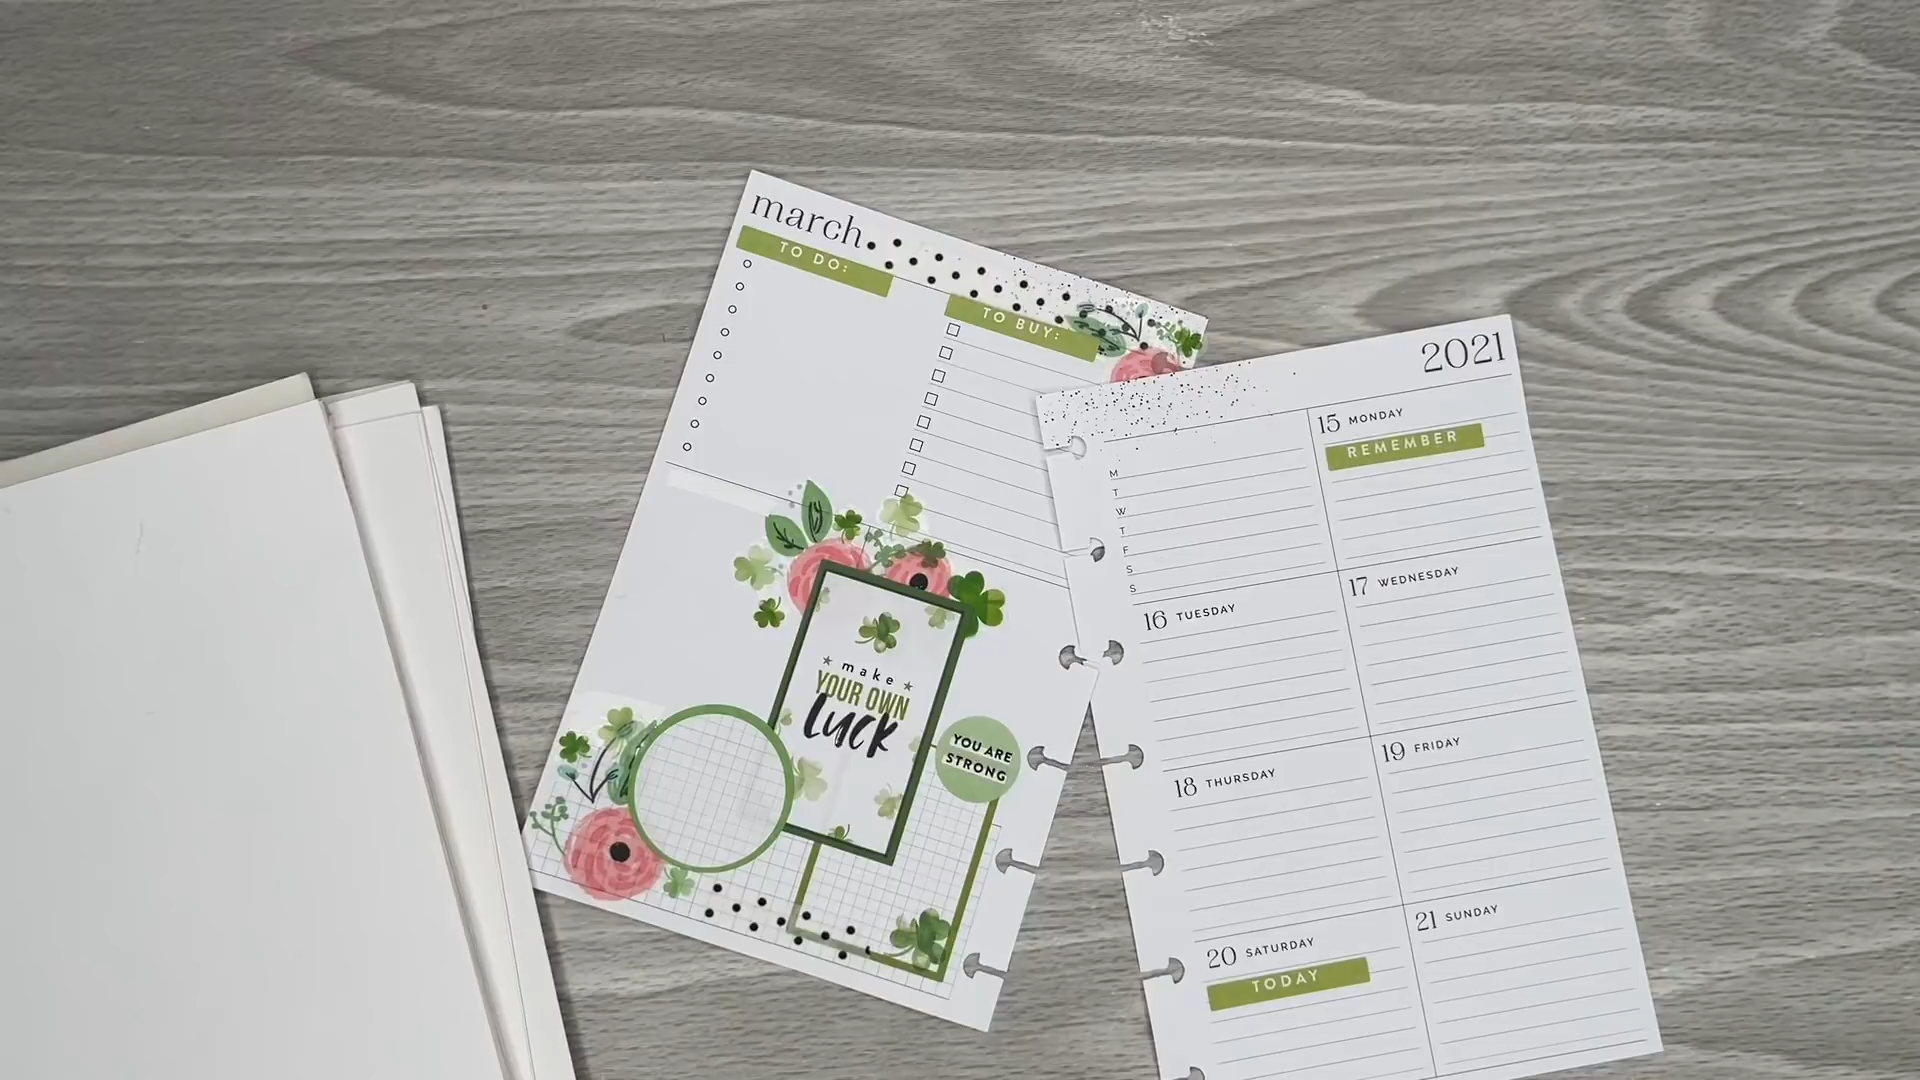 march
TO DO:
TO BUY:
make
YOUR OWN
LUCK
YOU ARE
STRONG
2021
M
T
W
T
F
S
S
15 MONDAY
REMEMBER
16 TUESDAY
17 WEDNESDAY
18 THURSDAY
19 FRIDAY
20 SATURDAY
TODAY
21 SUNDAY